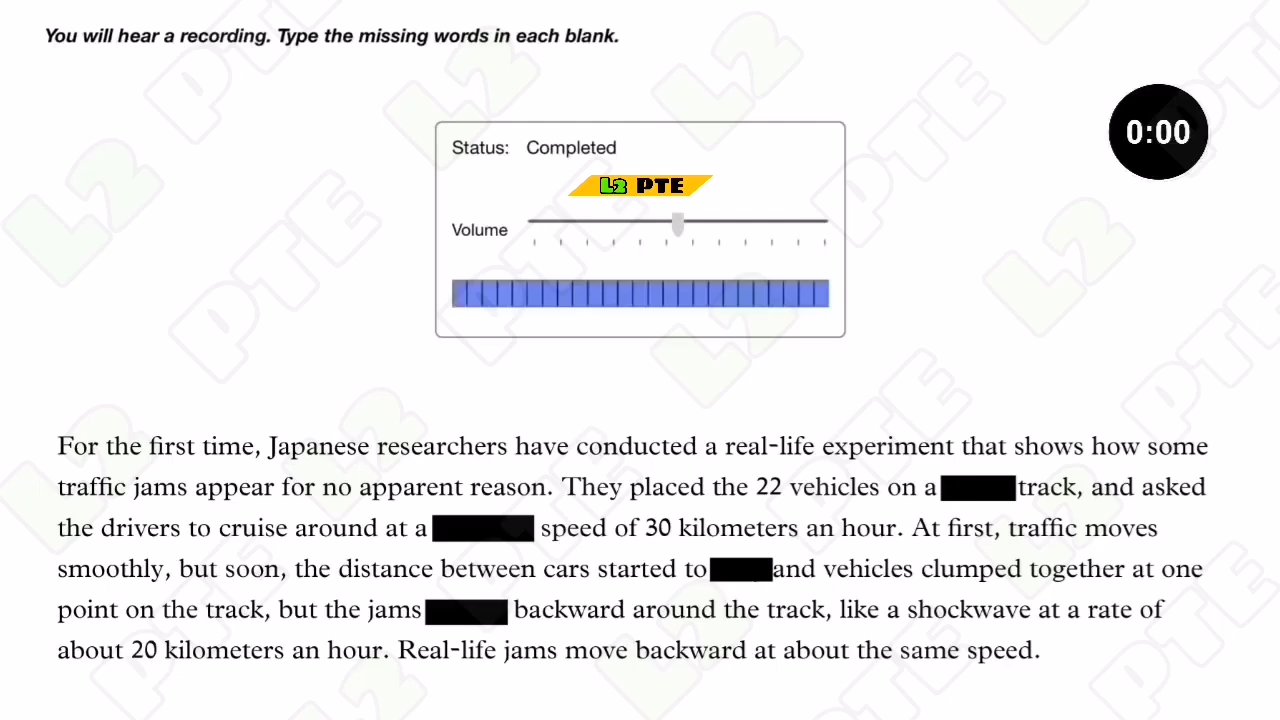 You will hear a recording. Type the missing words in each blank.
0:00
Status: Completed
L2 PTE
Volume
For the first time, Japanese researchers have conducted a real-life experiment that shows how some
traffic jams appear for no apparent reason. They placed the 22 vehicles on a track, and asked
the drivers to cruise around at a speed of 30 kilometers an hour. At first, traffic moves
smoothly, but soon, the distance between cars started to and vehicles clumped together at one
point on the track, but the jams backward around the track, like a shockwave at a rate of
about 20 kilometers an hour. Real-life jams move backward at about the same speed.